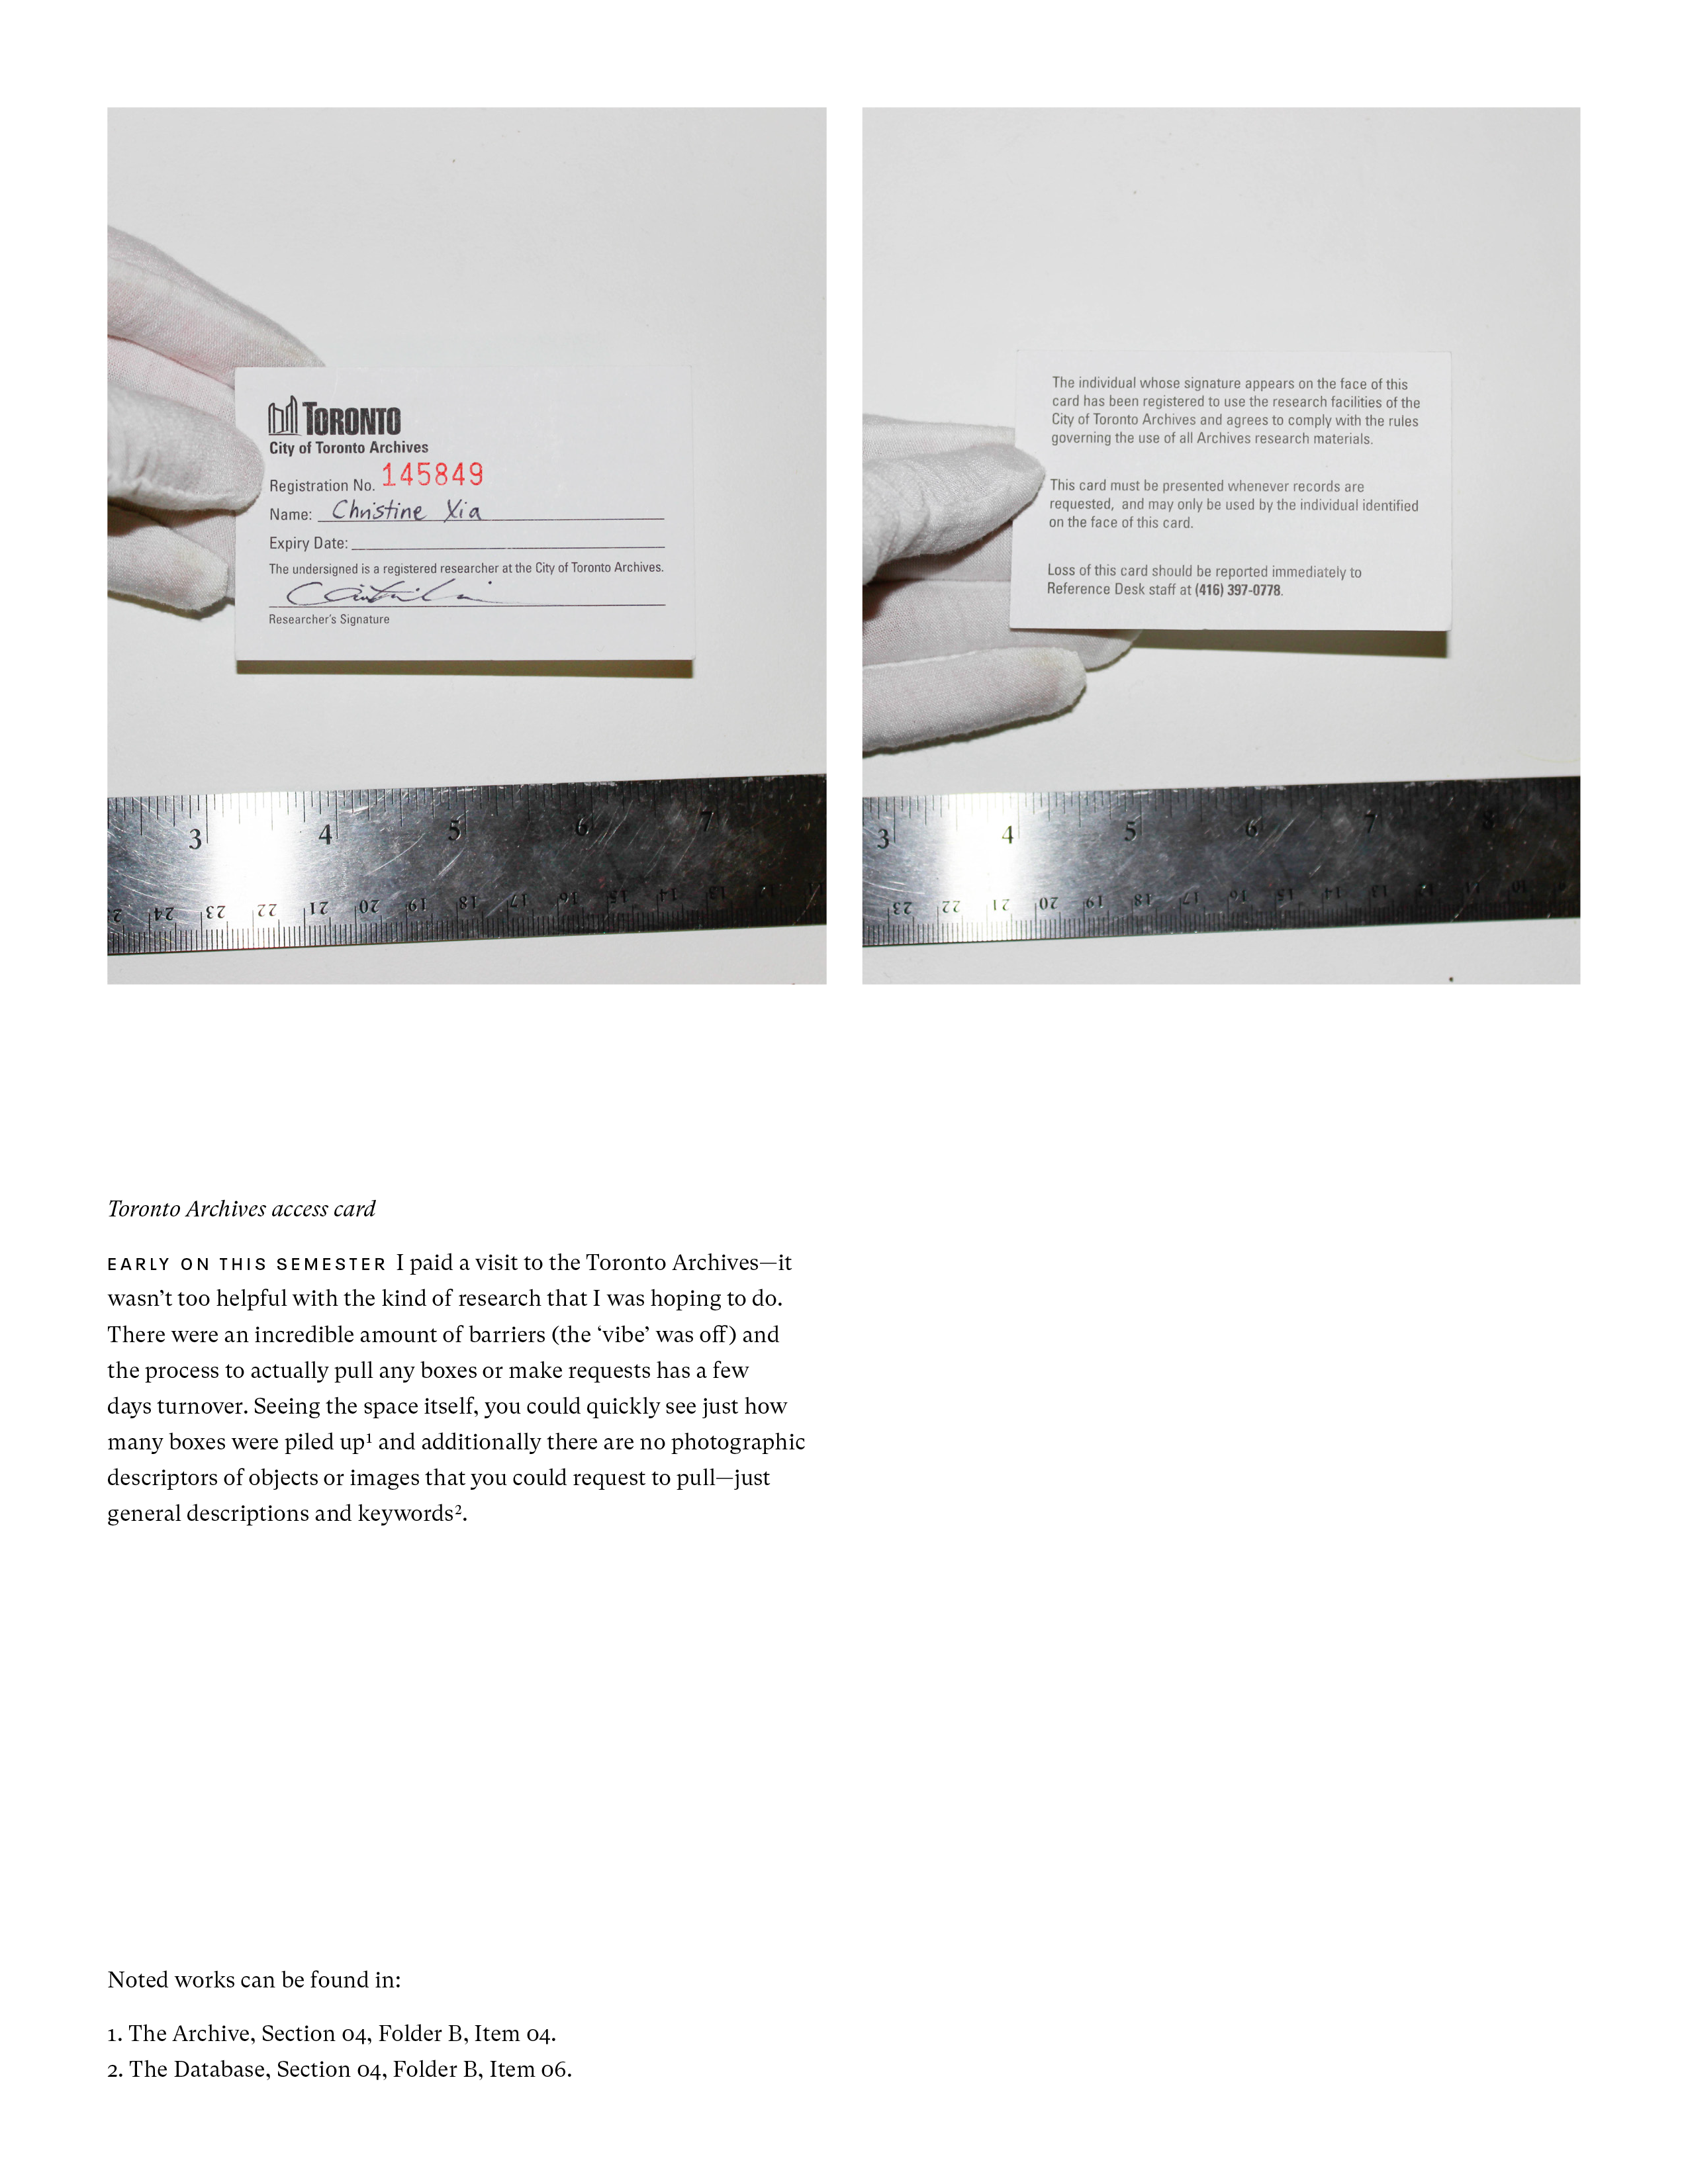 TORONTO
City of Toronto Archives
Registration No. 145849
Name: Christine Xia
Expiry Date:
The undersigned is a registered researcher at the City of Toronto Archives.
Researcher's Signature
3 4 5 6 7
24 23 22 21 20 19 18 17 16 15 14 13 12 11
The individual whose signature appears on the face of this
card has been registered to use the research facilities of the
City of Toronto Archives and agrees to comply with the rules
governing the use of all Archives research materials.
This card must be presented whenever records are
requested, and may only be used by the individual identified
on the face of this card.
Loss of this card should be reported immediately to
Reference Desk staff at (416) 397-0778.
3 4 5 6 7 8
23 22 21 20 19 18 17 16 15 14 13 12 11 10
Toronto Archives access card
EARLY ON THIS SEMESTER I paid a visit to the Toronto Archives—it
wasn’t too helpful with the kind of research that I was hoping to do.
There were an incredible amount of barriers (the ‘vibe’ was off) and
the process to actually pull any boxes or make requests has a few
days turnover. Seeing the space itself, you could quickly see just how
many boxes were piled up¹ and additionally there are no photographic
descriptors of objects or images that you could request to pull—just
general descriptions and keywords².
Noted works can be found in:
1. The Archive, Section 04, Folder B, Item 04.
2. The Database, Section 04, Folder B, Item 06.